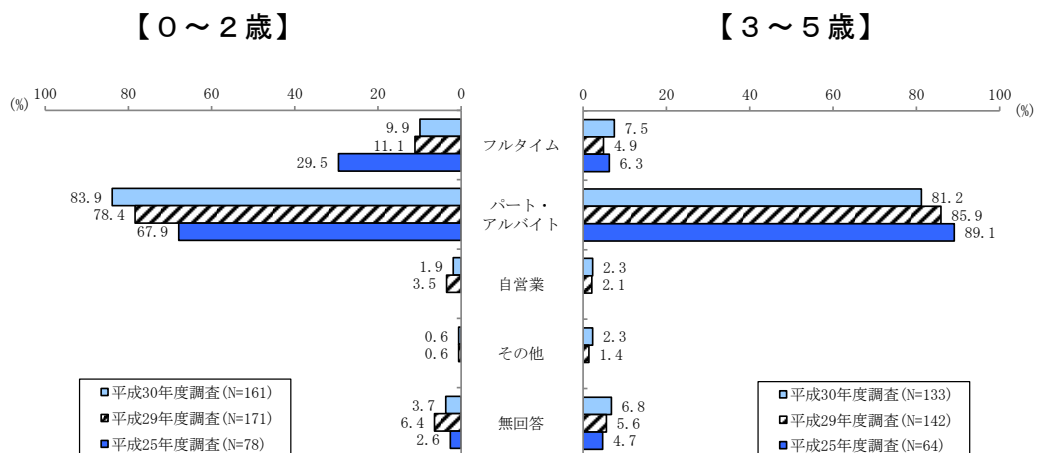 【０～２歳】
【３～５歳】
(%) 100 80 60 40 20 0
0 20 40 60 80 100 (%)
9.9
11.1
29.5
フルタイム
7.5
4.9
6.3
83.9
78.4
67.9
パート・
アルバイト
81.2
85.9
89.1
1.9
3.5
自営業
2.3
2.1
0.6
0.6
その他
2.3
1.4
3.7
6.4
2.6
無回答
6.8
5.6
4.7
平成30年度調査(N=161)
平成29年度調査(N=171)
平成25年度調査(N=78)
平成30年度調査(N=133)
平成29年度調査(N=142)
平成25年度調査(N=64)